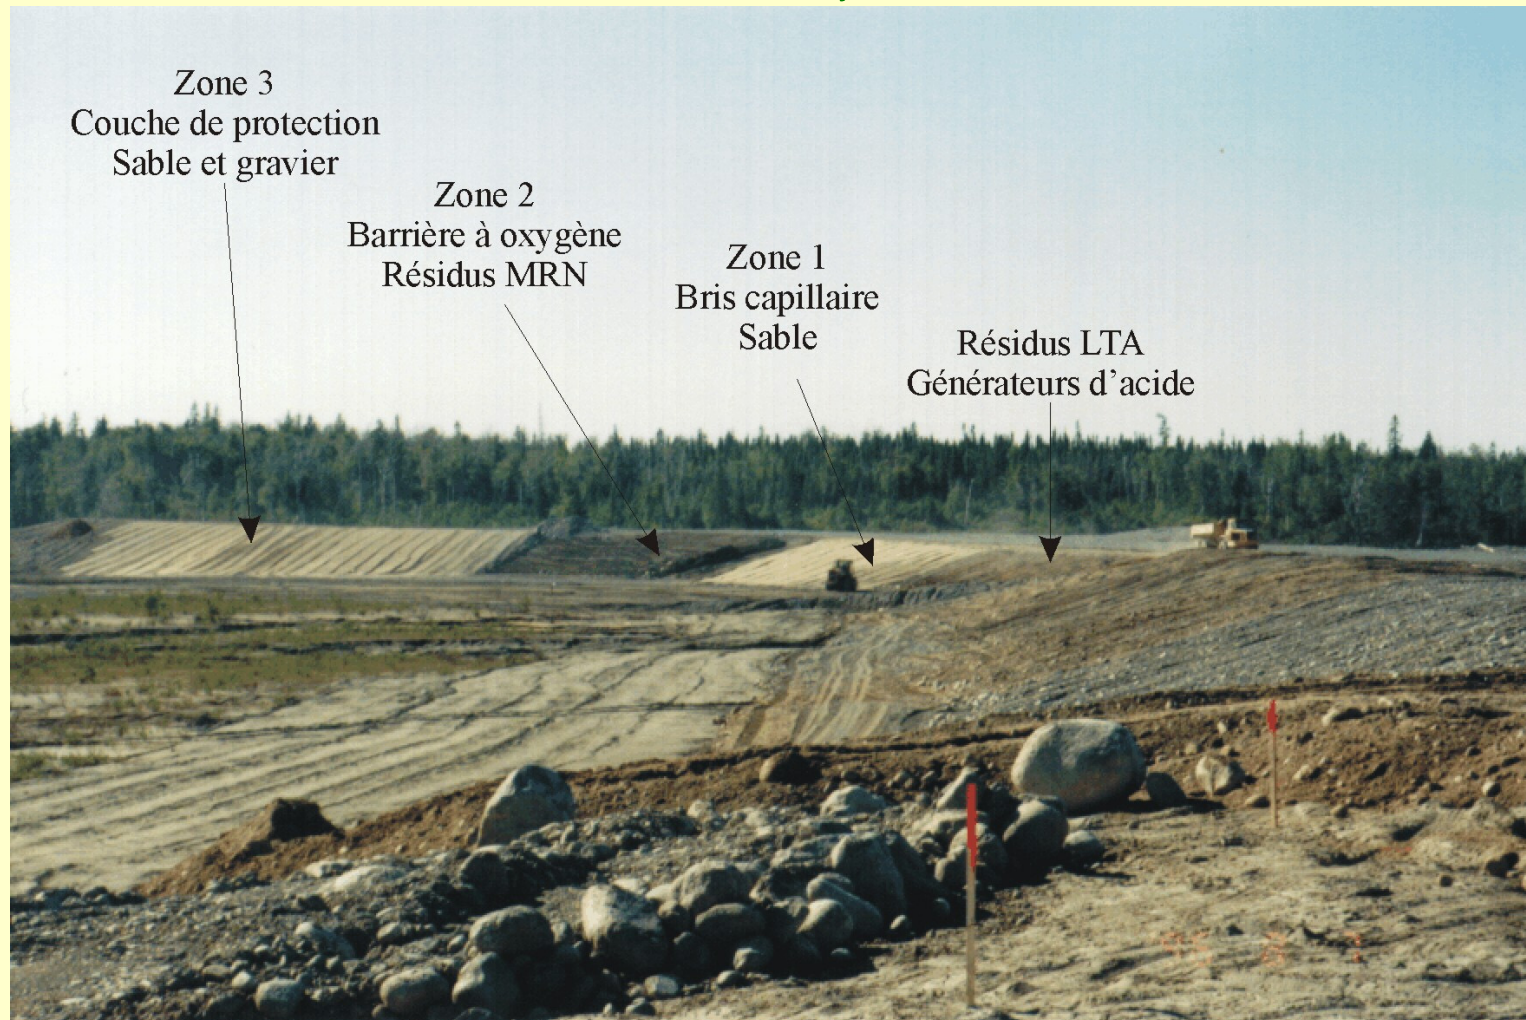 Zone 3
Couche de protection
Sable et gravier
Zone 2
Barrière à oxygène
Résidus MRN
Zone 1
Bris capillaire
Sable
Résidus LTA
Générateurs d’acide